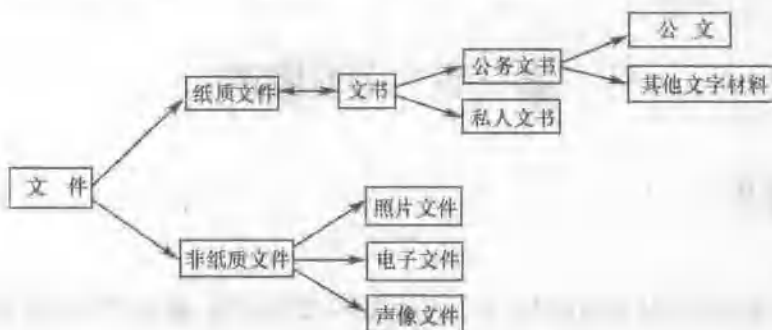 公 文
公务文书
其他文字材料
纸质文件
文书
私人文书
文 件
照片文件
非纸质文件
电子文件
声像文件